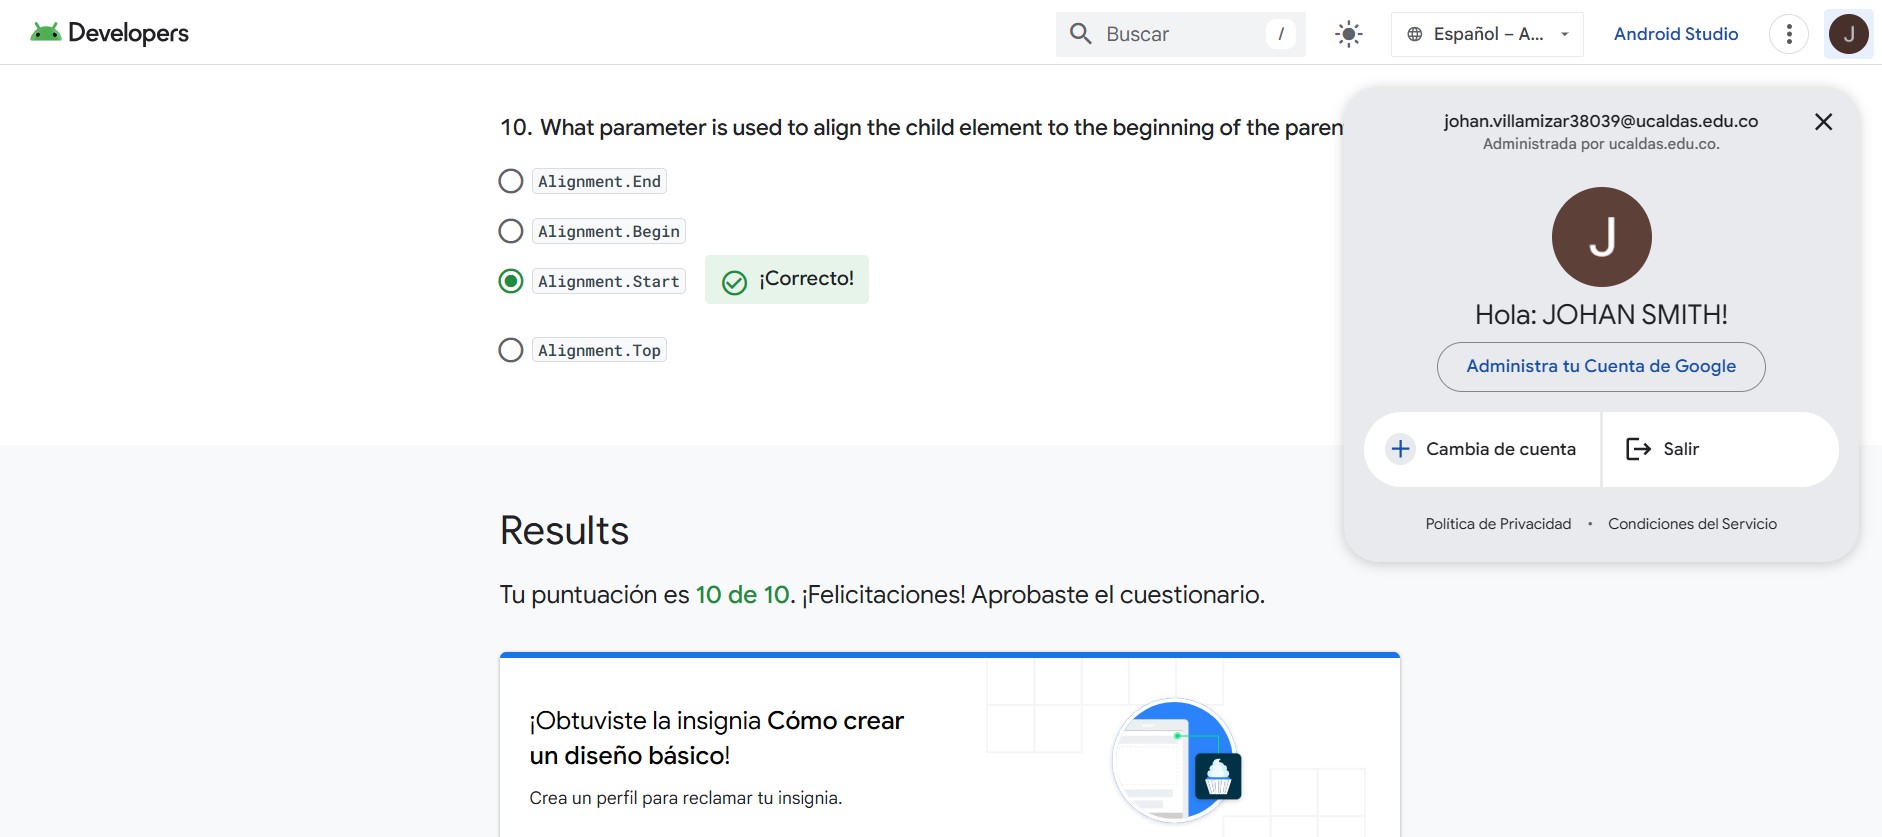 Developers
Buscar
/
Español – A...
Android Studio
J
10. What parameter is used to align the child element to the beginning of the paren
Alignment.End
Alignment.Begin
Alignment.Start
¡Correcto!
Alignment.Top
johan.villamizar38039@ucaldas.edu.co
Administrada por ucaldas.edu.co.
J
Hola: JOHAN SMITH!
Administra tu Cuenta de Google
Cambia de cuenta
Salir
Política de Privacidad • Condiciones del Servicio
Results
Tu puntuación es 10 de 10. ¡Felicitaciones! Aprobaste el cuestionario.
¡Obtuviste la insignia Cómo crear
un diseño básico!
Crea un perfil para reclamar tu insignia.